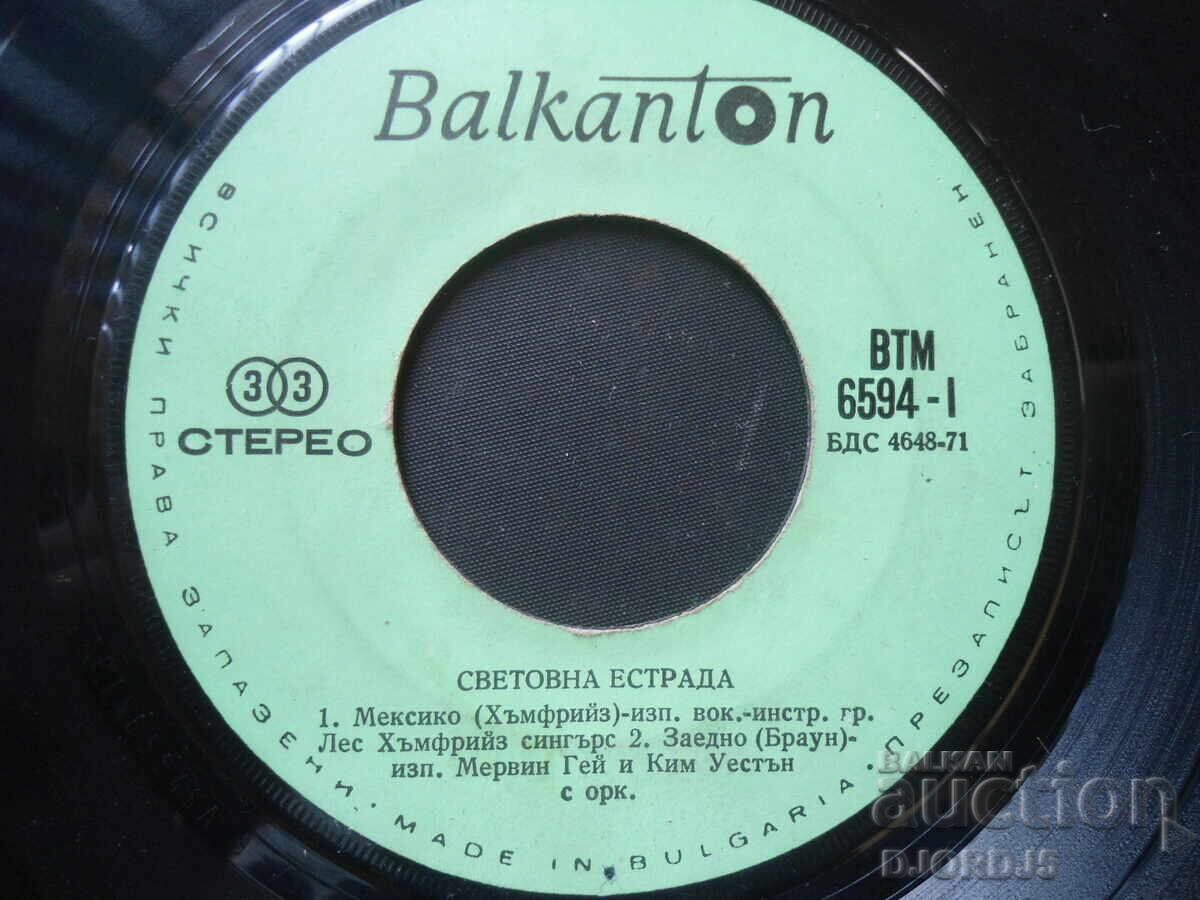 Balkanton
ВСИЧКИ ПРАВА ЗАПАЗЕНИ · MADE IN BULGARIA · ПРЕЗАПИСЪТ ЗАБРАНЕН
33
СТЕРЕО
ВТМ
6594-I
БДС 4648-71
СВЕТОВНА ЕСТРАДА
1. Мексико (Хъмфрийз)-изп. вок.-инстр. гр.
Лес Хъмфрийз сингърс 2. Заедно (Браун)-
изп. Мервин Гей и Ким Уестън
с орк.
BALKAN
auction
DJORDJ5